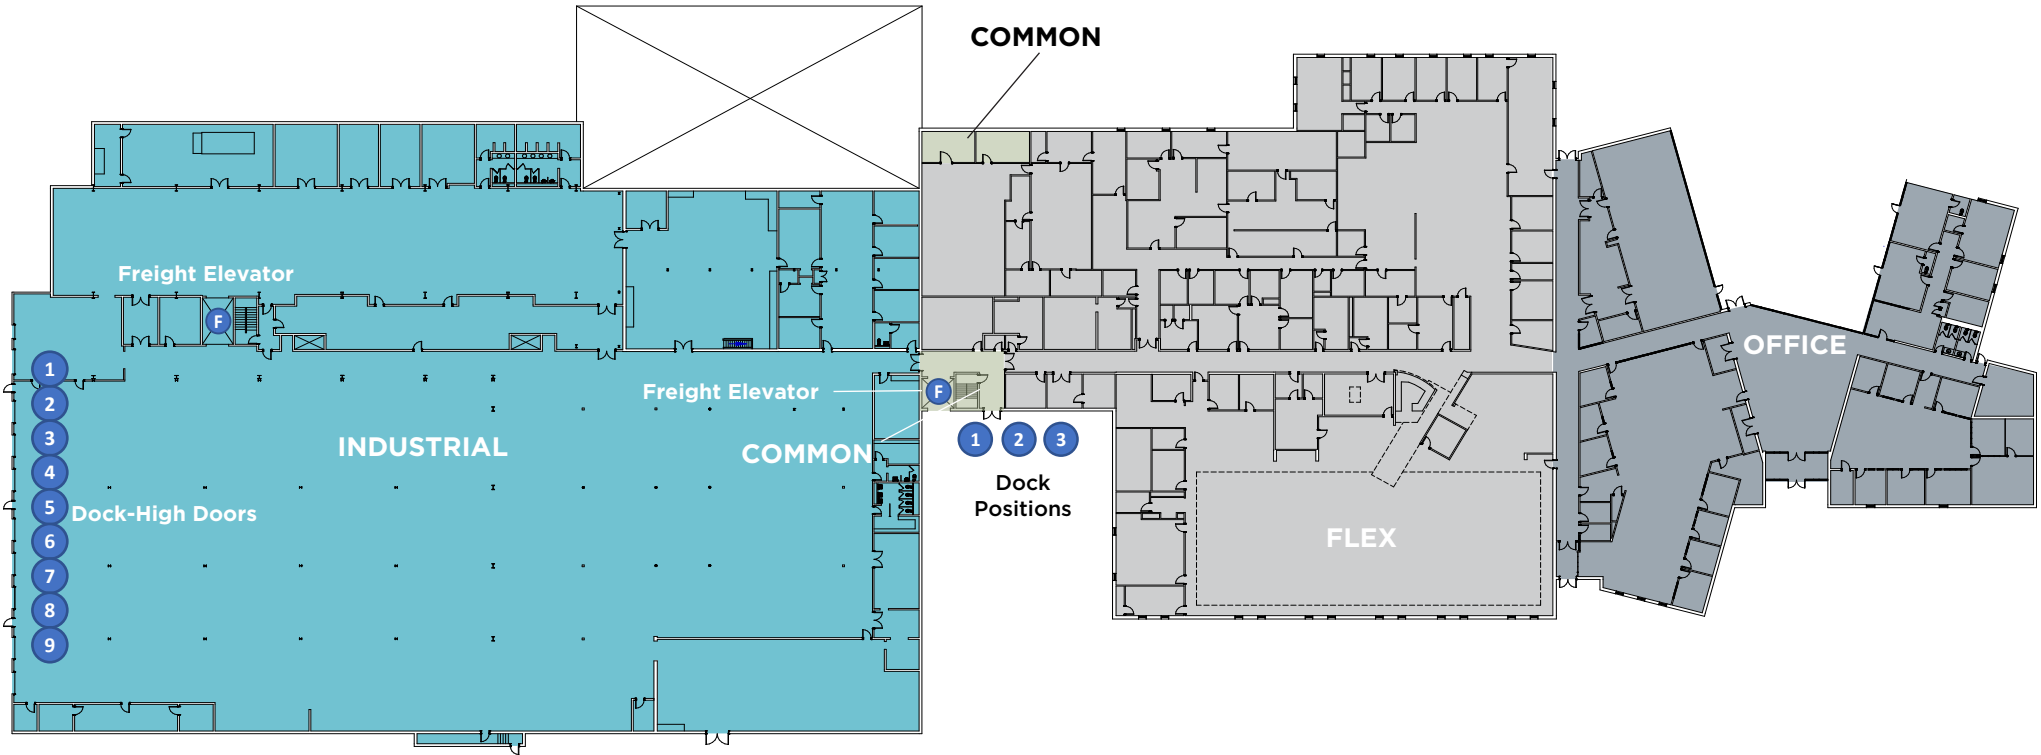 COMMON
Freight Elevator
F
1
2
3
4
5
6
7
8
9
Dock-High Doors
INDUSTRIAL
Freight Elevator
F
COMMON
1 2 3
Dock
Positions
FLEX
OFFICE